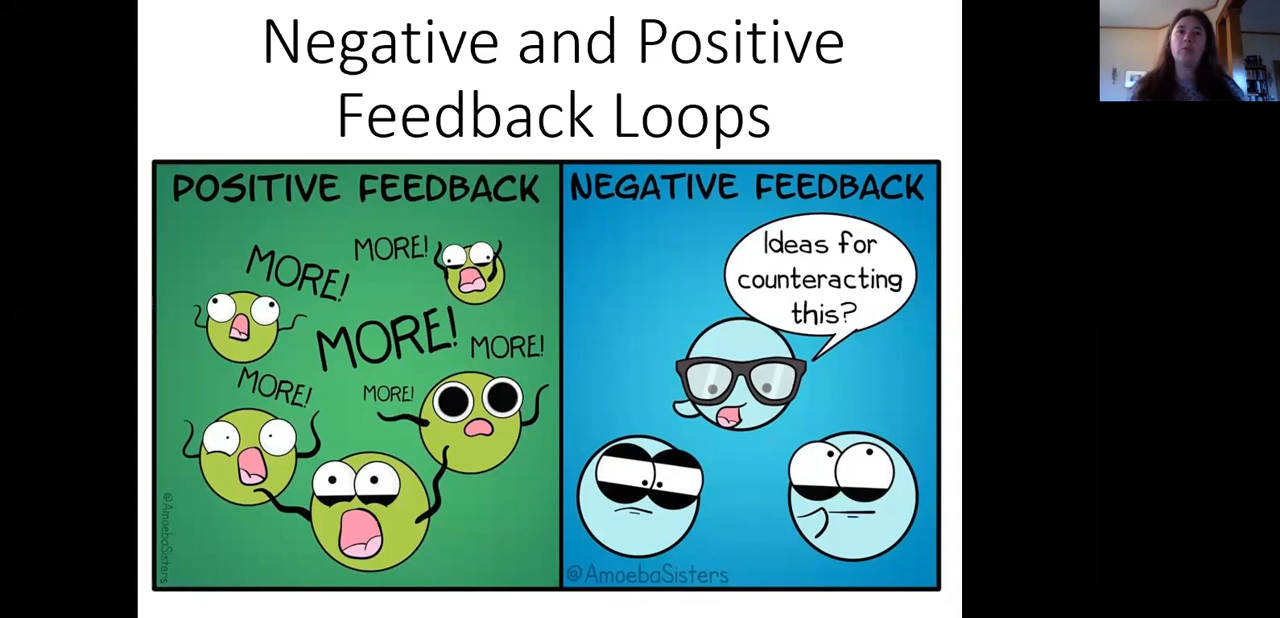 Negative and Positive
Feedback Loops
POSITIVE FEEDBACK
MORE!
MORE!
MORE!
MORE!
MORE!
MORE!
@AmoebaSisters
NEGATIVE FEEDBACK
Ideas for
counteracting
this?
@AmoebaSisters